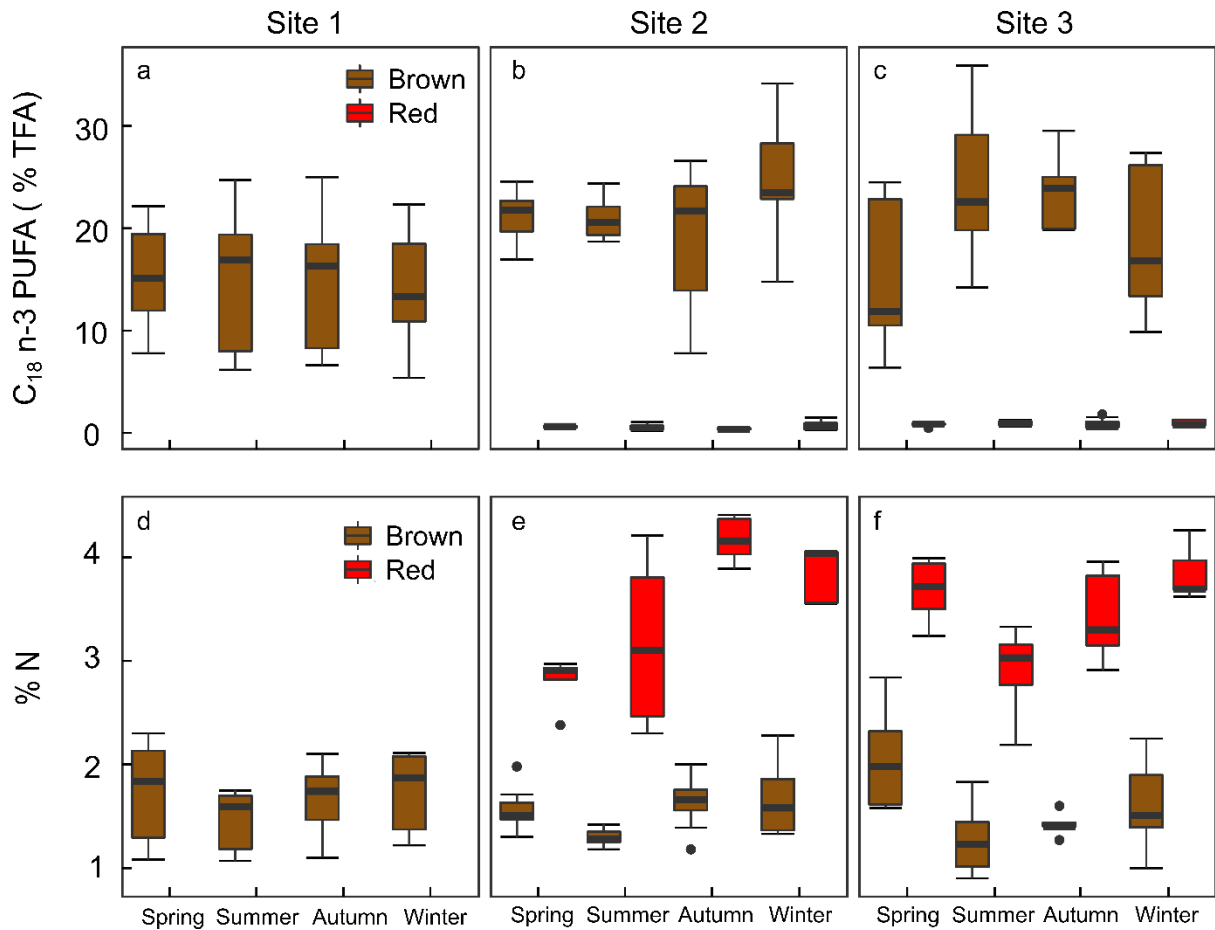 Site 1 Site 2 Site 3
a b c
Brown
Red
C₁₈ n-3 PUFA ( % TFA)
30
20
10
0
d e f
Brown
Red
% N
4
3
2
1
Spring Summer Autumn Winter Spring Summer Autumn Winter Spring Summer Autumn Winter